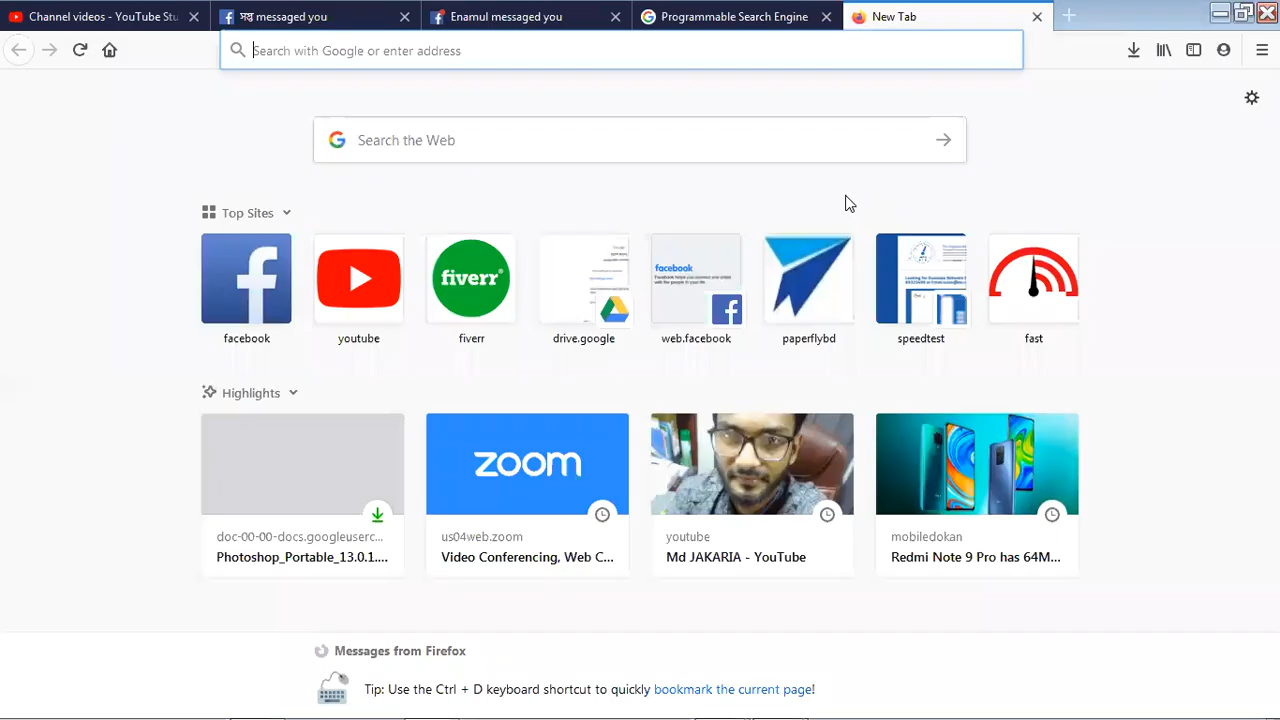 Channel videos - YouTube Stu
messaged you
Enamul messaged you
Programmable Search Engine
New Tab
Search with Google or enter address
Search the Web
Top Sites
fiverr
facebook
facebook
youtube
fiverr
drive.google
web.facebook
paperflybd
speedtest
fast
Highlights
zoom
doc-00-00-docs.googleuserc...
Photoshop_Portable_13.0.1....
us04web.zoom
Video Conferencing, Web C...
youtube
Md JAKARIA - YouTube
mobiledokan
Redmi Note 9 Pro has 64M...
Messages from Firefox
Tip: Use the Ctrl + D keyboard shortcut to quickly bookmark the current page!